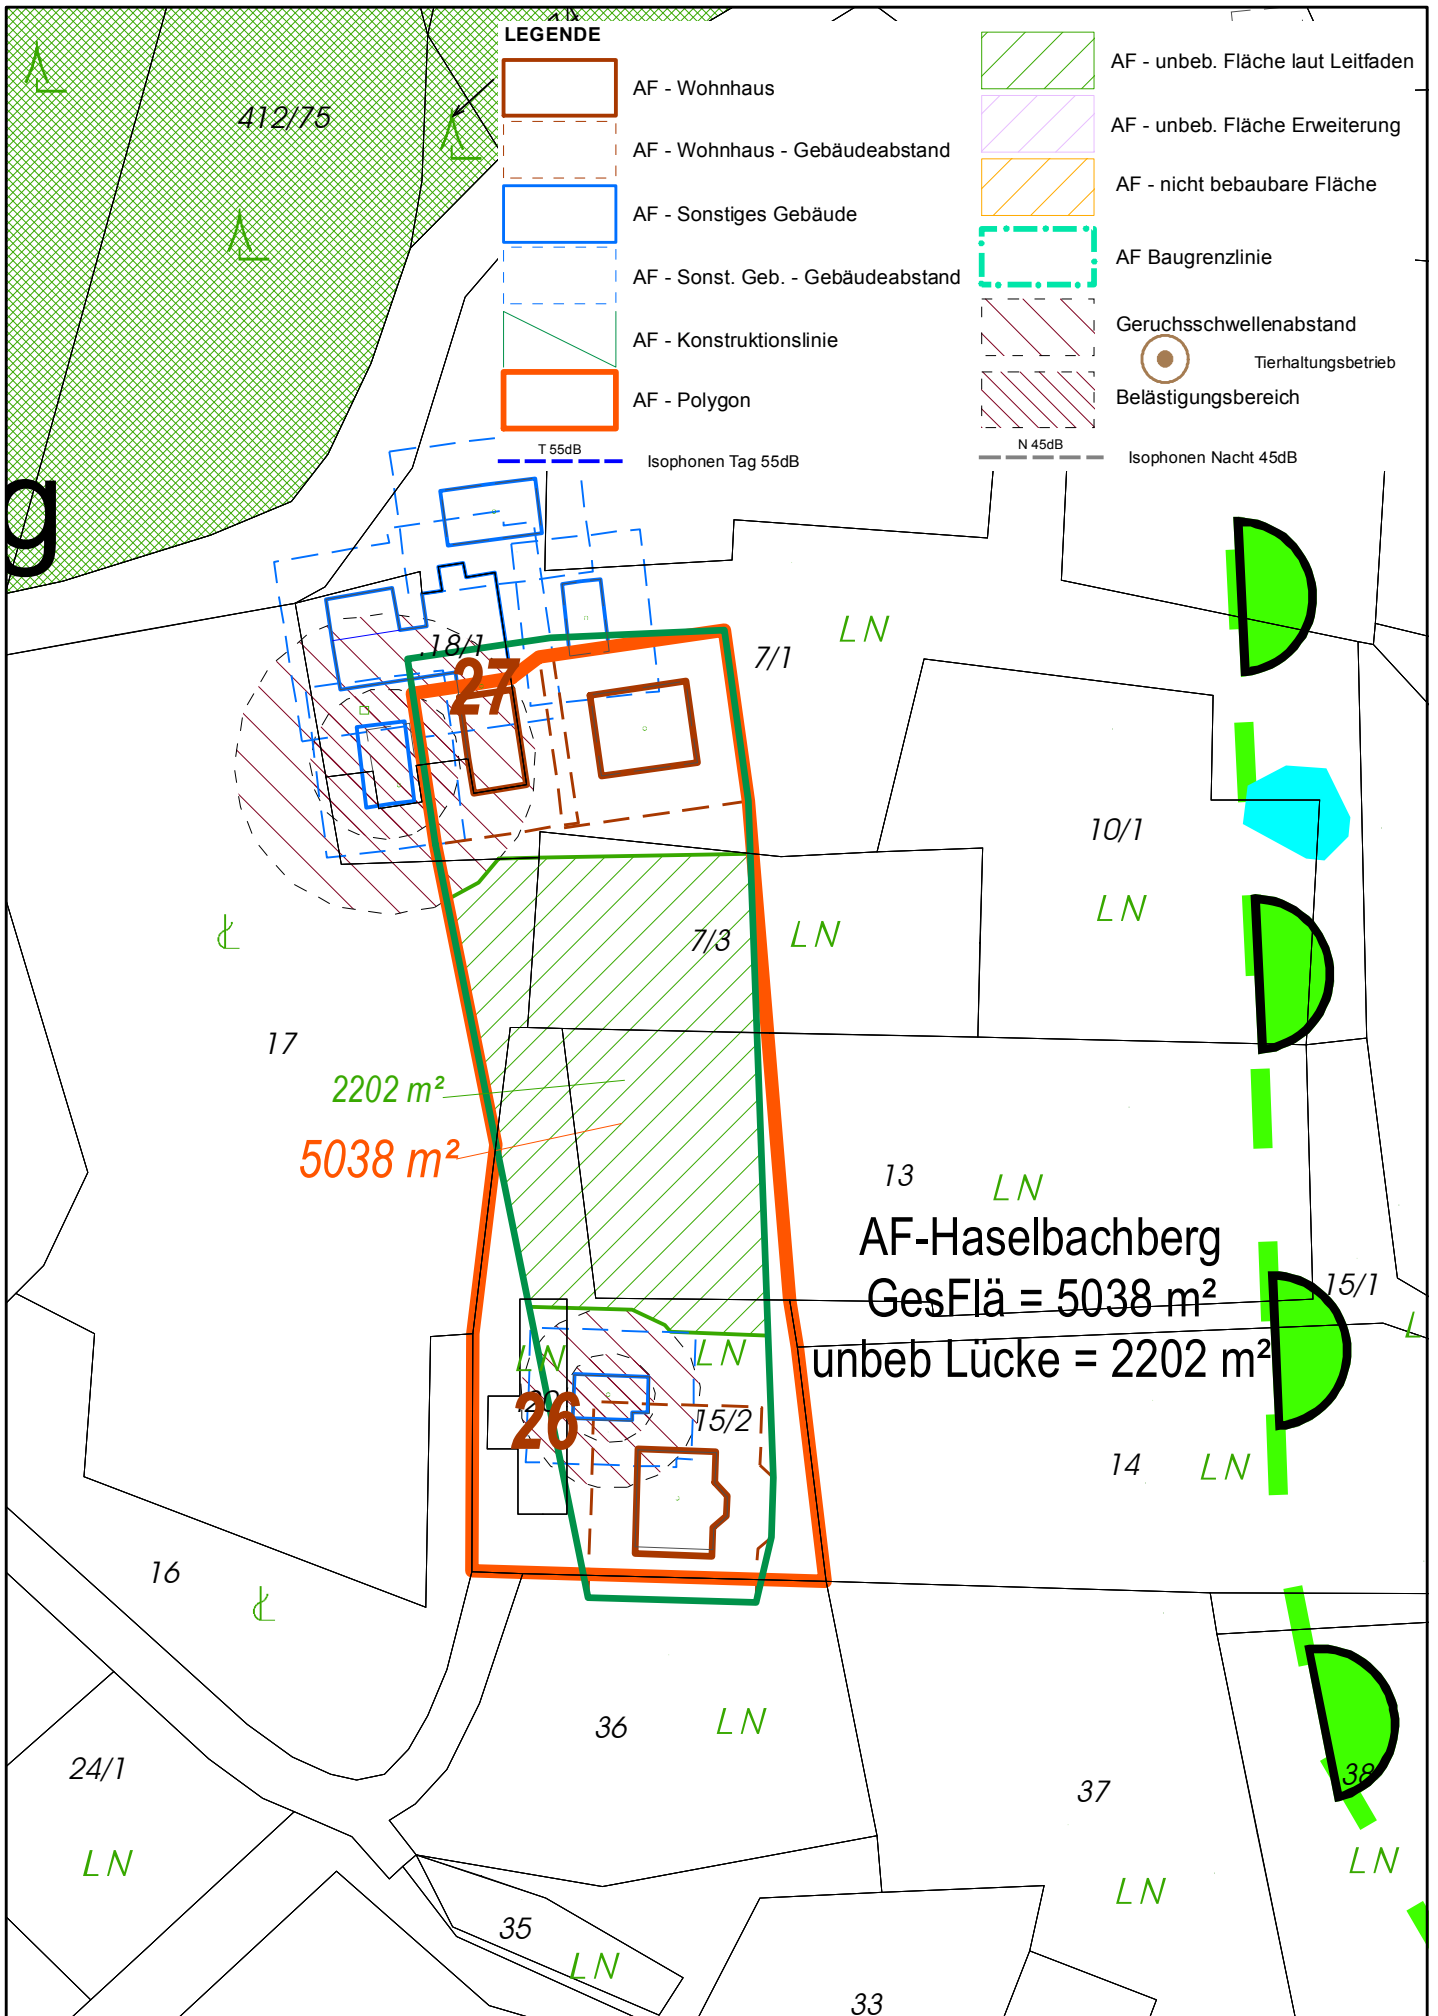 LEGENDE
AF - Wohnhaus
AF - Wohnhaus - Gebäudeabstand
AF - Sonstiges Gebäude
AF - Sonst. Geb. - Gebäudeabstand
AF - Konstruktionslinie
AF - Polygon
T 55dB
Isophonen Tag 55dB
AF - unbeb. Fläche laut Leitfaden
AF - unbeb. Fläche Erweiterung
AF - nicht bebaubare Fläche
AF Baugrenzlinie
Geruchsschwellenabstand
Tierhaltungsbetrieb
Belästigungsbereich
N 45dB
Isophonen Nacht 45dB
412/75
g
LN
.18/1
27
7/1
10/1
LN
7/3
LN
17
2202 m²
5038 m²
13
LN
AF-Haselbachberg
GesFlä = 5038 m²
unbeb Lücke = 2202 m²
15/1
L
LN
LN
26
15/2
14
LN
16
36
LN
24/1
37
38
LN
LN
LN
35
LN
33